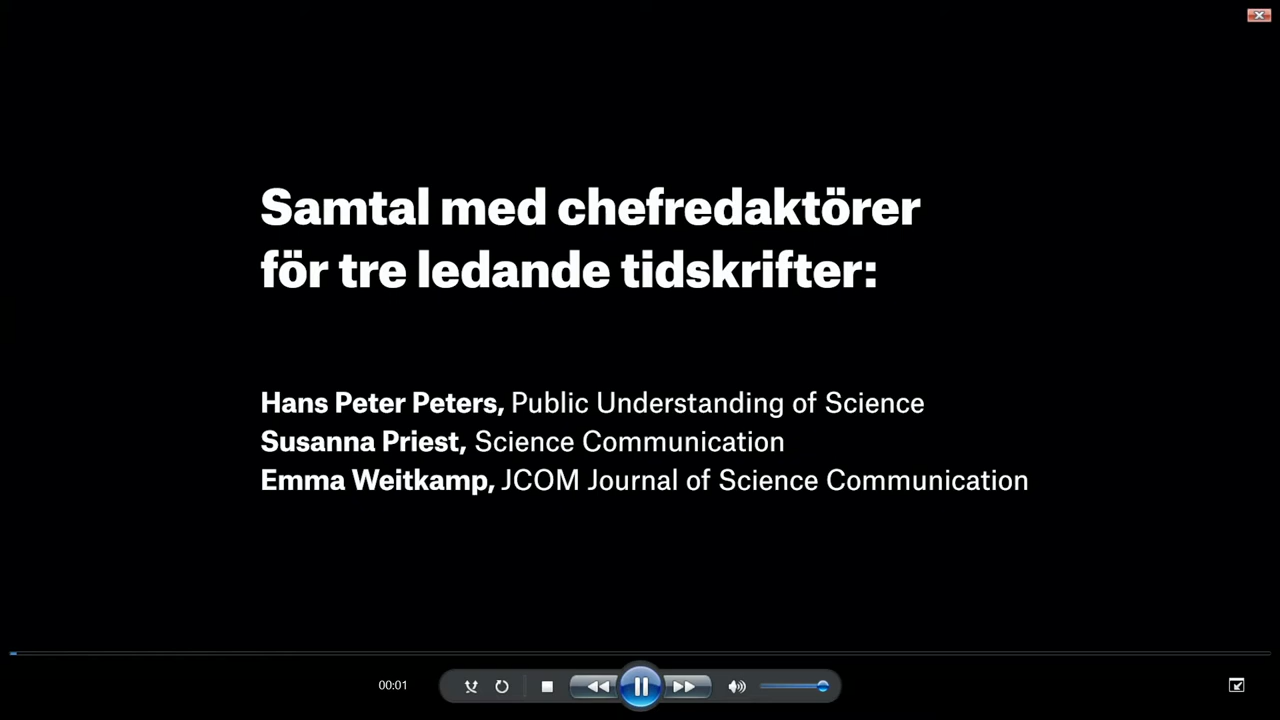 Samtal med chefredaktörer
för tre ledande tidskrifter:
Hans Peter Peters, Public Understanding of Science
Susanna Priest, Science Communication
Emma Weitkamp, JCOM Journal of Science Communication
00:01